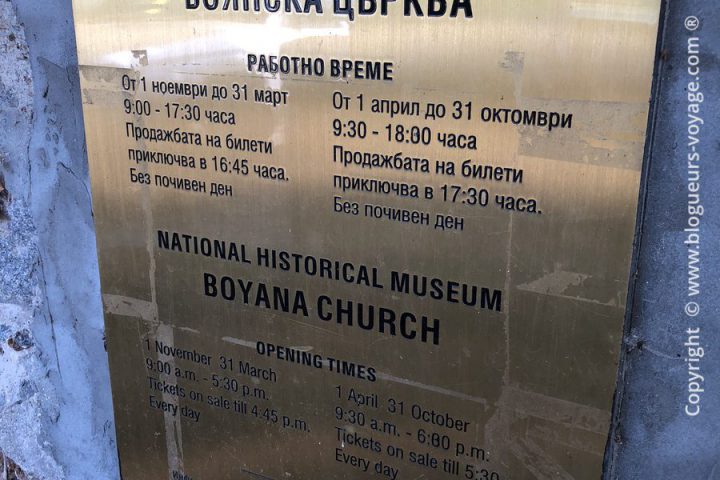 БОЯНСКА ЦЪРКВА
РАБОТНО ВРЕМЕ
От 1 ноември до 31 март
9:00 - 17:30 часа
Продажбата на билети
приключва в 16:45 часа.
Без почивен ден
От 1 април до 31 октомври
9:30 - 18:00 часа
Продажбата на билети
приключва в 17:30 часа.
Без почивен ден
NATIONAL HISTORICAL MUSEUM
BOYANA CHURCH
OPENING TIMES
1 November 31 March
9:00 a.m. - 5:30 p.m.
Tickets on sale till 4:45 p.m.
Every day
1 April 31 October
9:30 a.m. - 6:00 p.m.
Tickets on sale till 5:30
Every day
Copyright © www.blogueurs-voyage.com ®